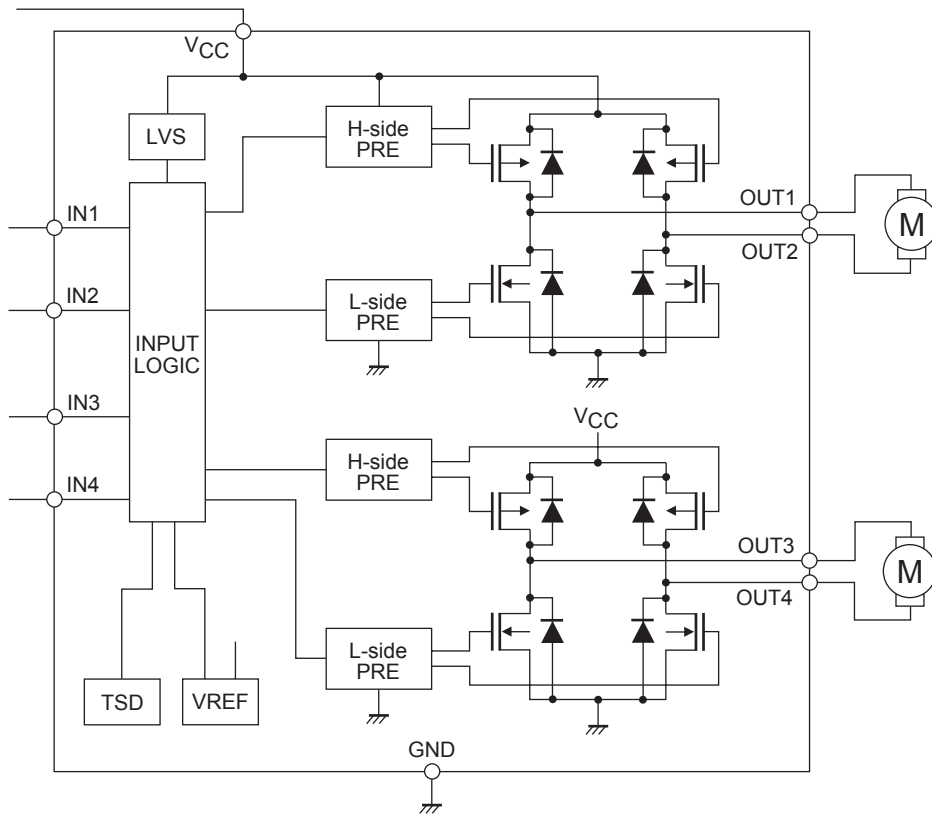 VCC
LVS
H-side
PRE
IN1
OUT1
M
OUT2
IN2
L-side
PRE
INPUT
LOGIC
IN3
VCC
H-side
PRE
IN4
OUT3
M
OUT4
L-side
PRE
TSD
VREF
GND